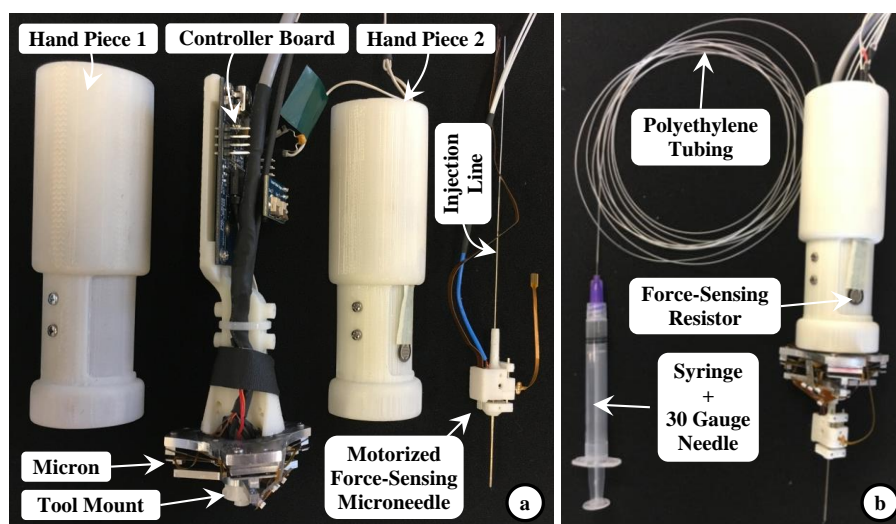 Hand Piece 1
Controller Board
Hand Piece 2
Injection
Line
Micron
Tool Mount
Motorized
Force-Sensing
Microneedle
a
Polyethylene
Tubing
Force-Sensing
Resistor
Syringe
+
30 Gauge
Needle
b